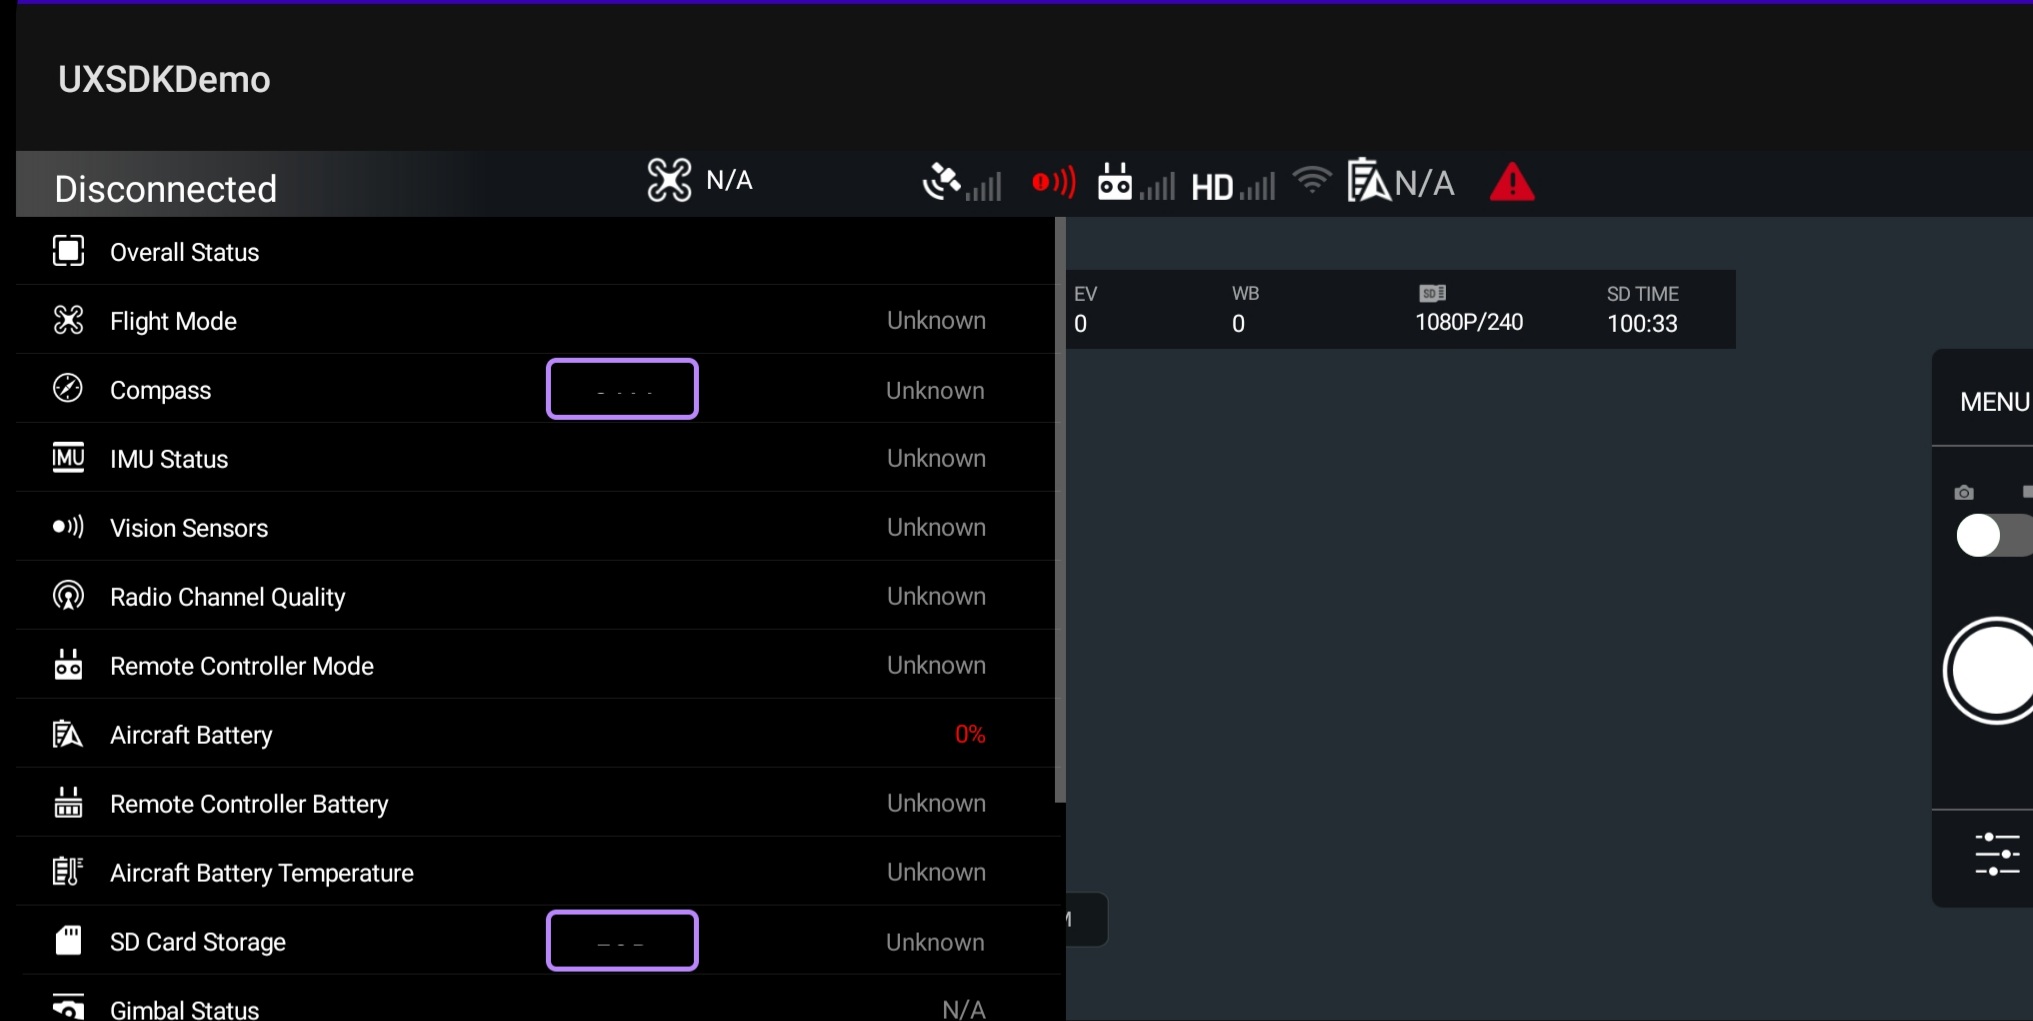 UXSDKDemo
Disconnected
N/A
HD
N/A
Overall Status
Flight Mode Unknown
Compass Unknown
IMU
IMU Status Unknown
Vision Sensors Unknown
Radio Channel Quality Unknown
Remote Controller Mode Unknown
Aircraft Battery 0%
Remote Controller Battery Unknown
Aircraft Battery Temperature Unknown
SD Card Storage Unknown
Gimbal Status N/A
EV WB SD SD TIME
0 0 1080P/240 100:33
MENU